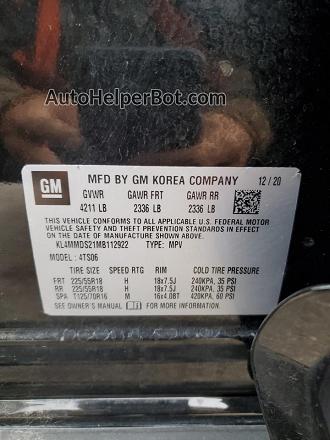 AutoHelperBot.com
GM
MFD BY GM KOREA COMPANY 12/20
GVWR GAWR FRT GAWR RR
4211 LB 2336 LB 2336 LB
THIS VEHICLE CONFORMS TO ALL APPLICABLE
U.S. FEDERAL MOTOR VEHICLE SAFETY, BUMPER, AND THEFT PREVENTION STANDARDS IN
EFFECT ON THE DATE OF MANUFACTURE SHOWN ABOVE.
KL4MMDS21MB112922 TYPE: MPV
MODEL: 4TS06
TIRE SIZE SPEED RTG RIM COLD TIRE PRESSURE
FRT 225/55R18 H 18x7.5J 240KPA, 35 PSI
RR 225/55R18 H 18x7.5J 240KPA, 35 PSI
SPA T125/70R16 M 16x4.0BT 420KPA, 60 PSI
SEE OWNER'S MANUAL FOR MORE INFORMATION.